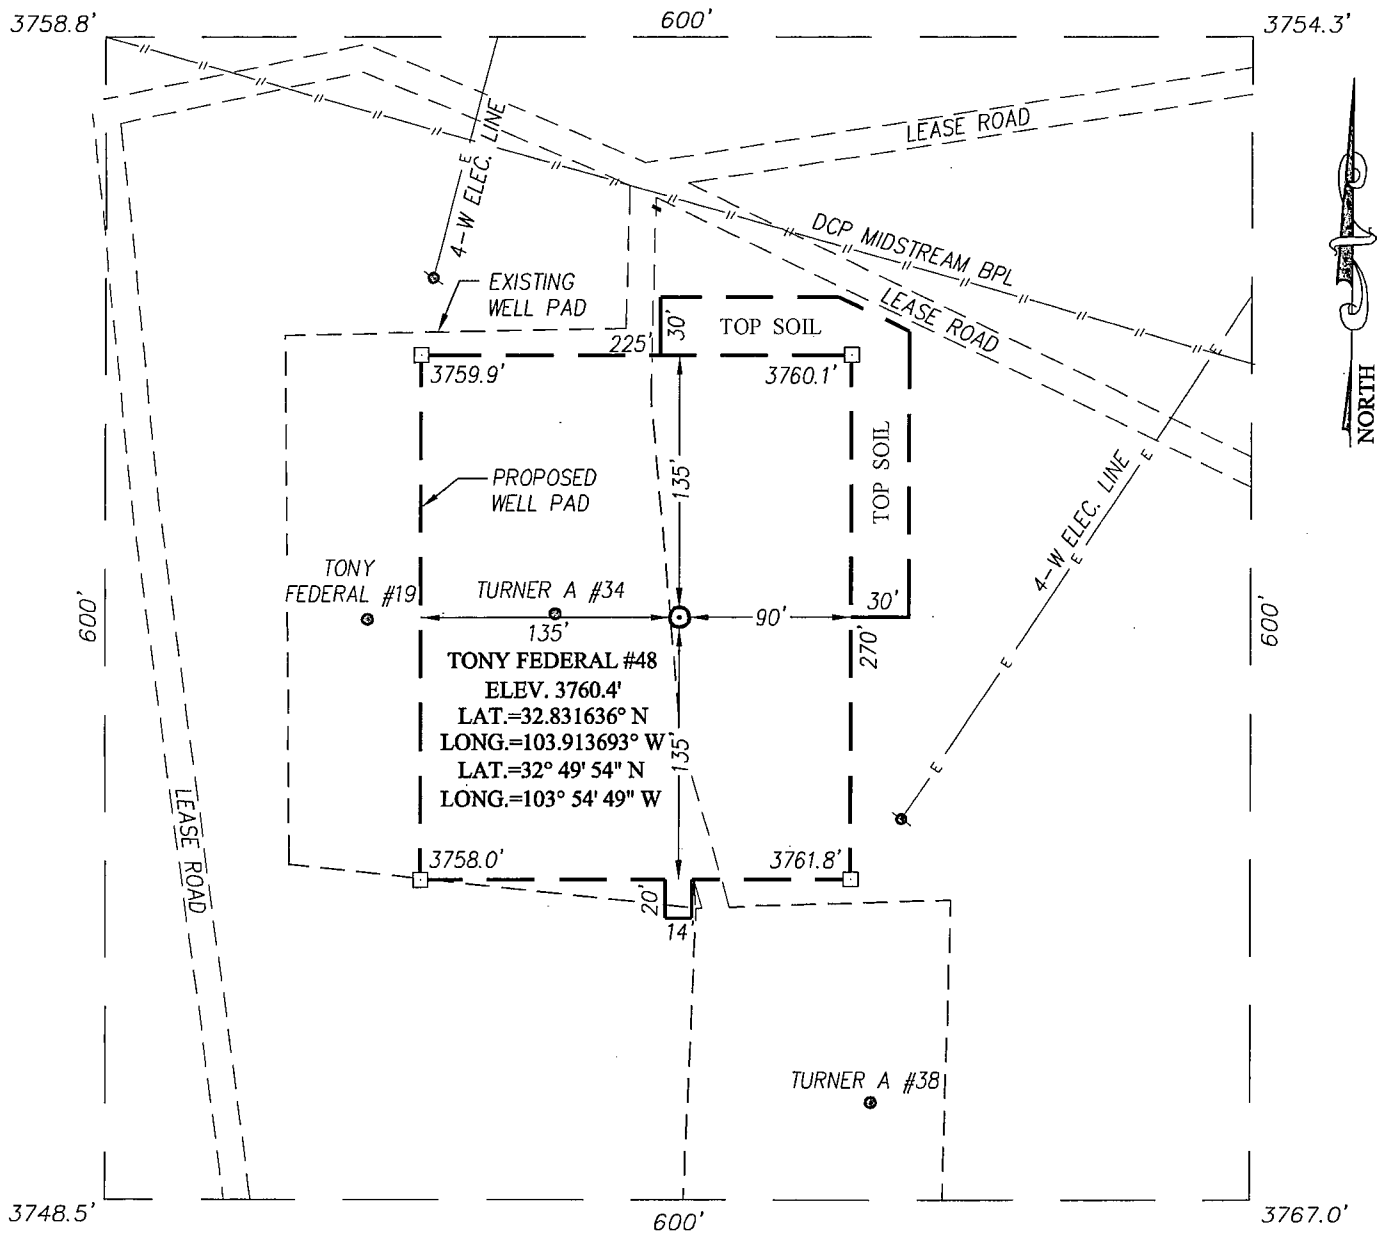 3758.8'
600'
3754.3'
4-W ELEC. LINE
E
LEASE ROAD
DCP MIDSTREAM BPL
LEASE ROAD
EXISTING
WELL PAD
30'
TOP SOIL
225'
3759.9'
3760.1'
NORTH
E
TOP SOIL
135'
PROPOSED
WELL PAD
E
4-W ELEC. LINE
E
TONY
FEDERAL #19
TURNER A #34
135'
90'
30'
270'
600'
600'
TONY FEDERAL #48
ELEV. 3760.4'
LAT.=32.831636° N
LONG.=103.913693° W
LAT.=32° 49' 54" N
LONG.=103° 54' 49" W
135'
E
E
LEASE ROAD
3758.0'
3761.8'
20'
14'
TURNER A #38
3748.5'
600'
3767.0'